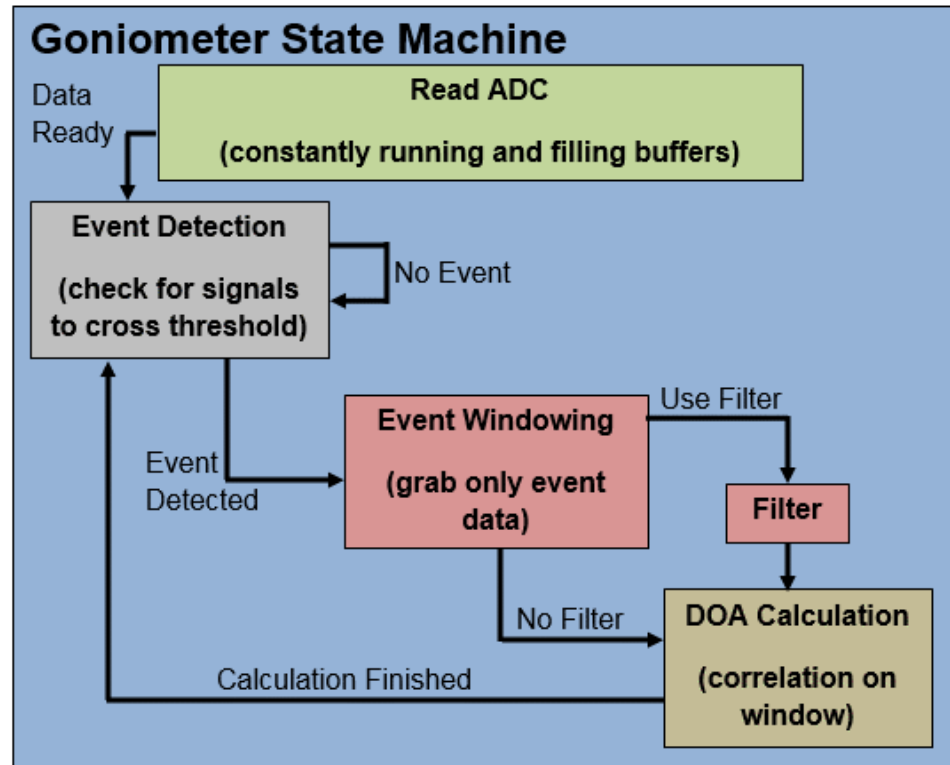 Goniometer State Machine
Data
Ready
Read ADC
(constantly running and filling buffers)
Event Detection
(check for signals
to cross threshold)
No Event
Event
Detected
Event Windowing
(grab only event
data)
Use Filter
Filter
No Filter
DOA Calculation
(correlation on
window)
Calculation Finished